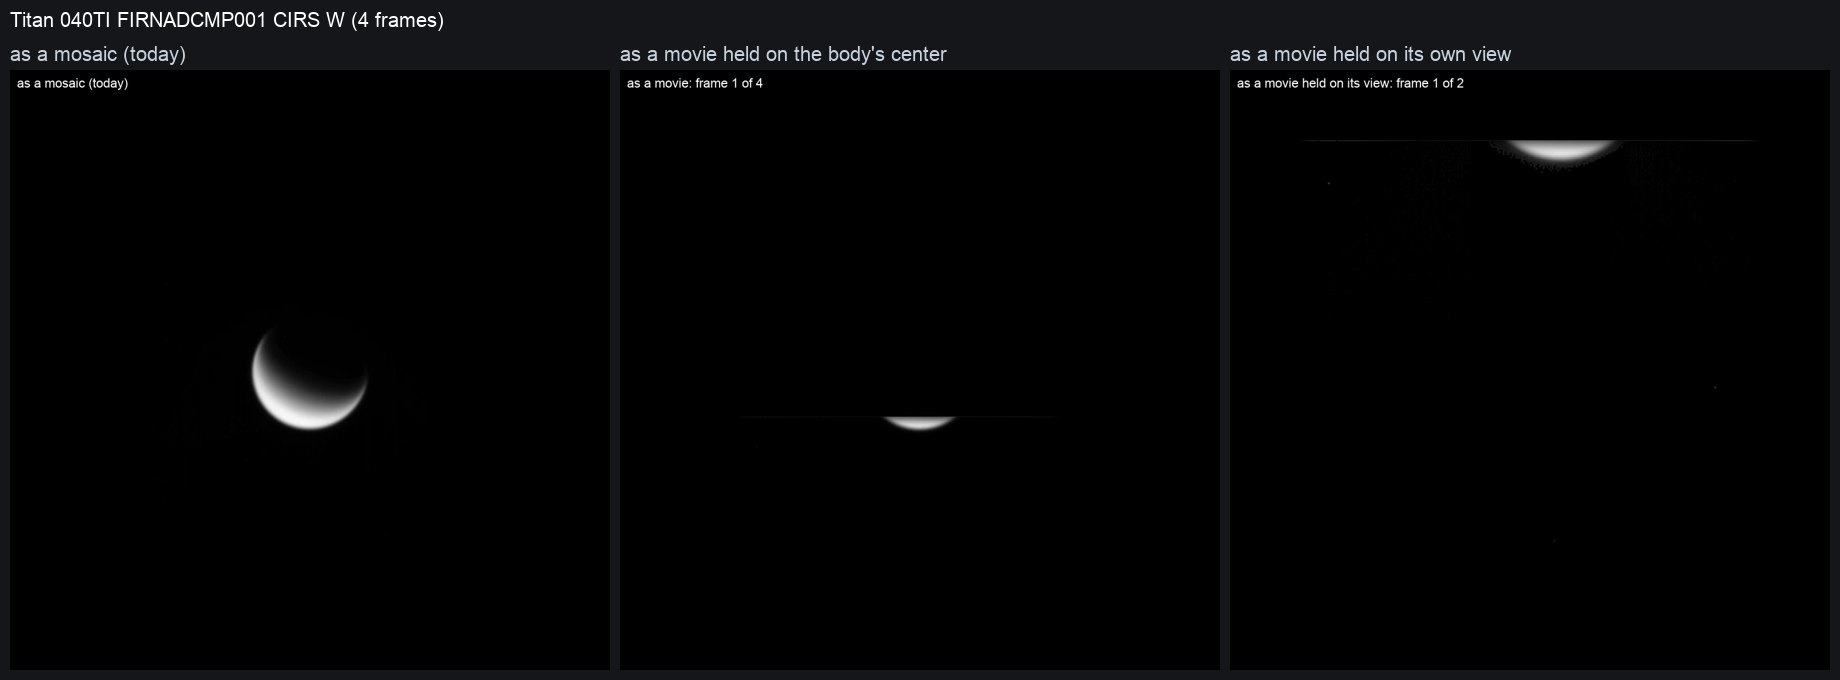 Titan 040TI FIRNADCMP001 CIRS W (4 frames)
as a mosaic (today)
as a movie held on the body's center
as a movie held on its own view
as a mosaic (today)
as a movie: frame 1 of 4
as a movie held on its view: frame 1 of 2